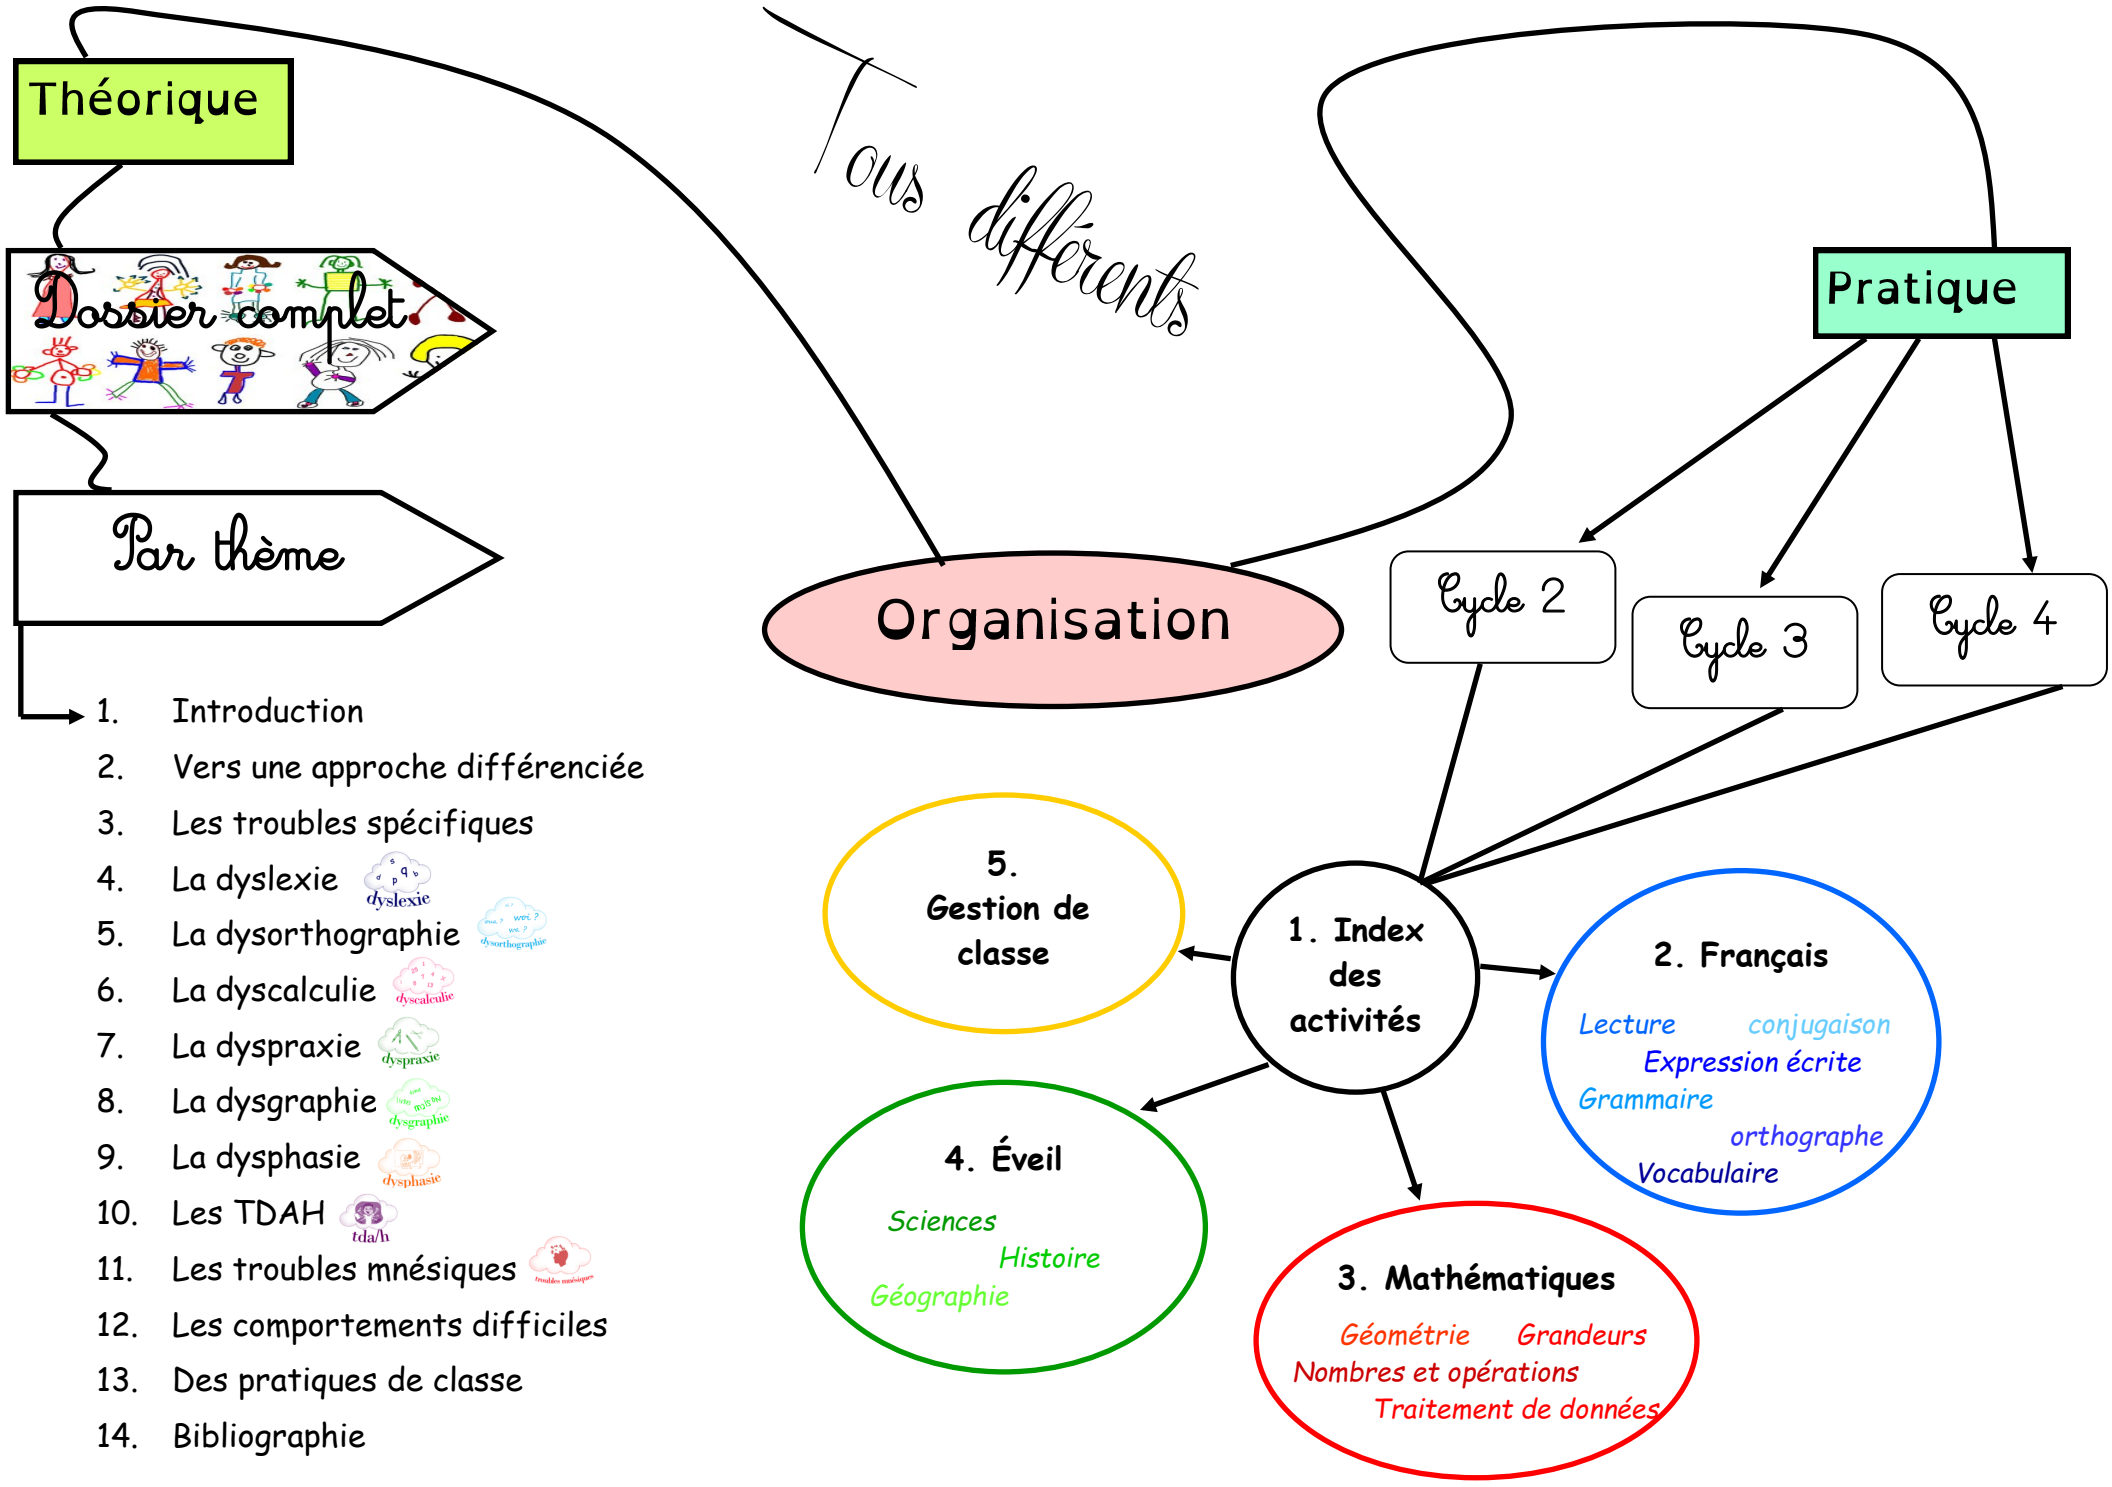 Tous différents
Théorique
Dossier complet
Par thème
1. Introduction
2. Vers une approche différenciée
3. Les troubles spécifiques
4. La dyslexie
s
d p q b
dyslexie
5. La dysorthographie
woi ?
we ?
dysorthographie
6. La dyscalculie
dyscalculie
7. La dyspraxie
dyspraxie
8. La dysgraphie
dysgraphie
9. La dysphasie
dysphasie
10. Les TDAH
tda/h
11. Les troubles mnésiques
troubles mnésiques
12. Les comportements difficiles
13. Des pratiques de classe
14. Bibliographie
Organisation
Pratique
Cycle 2
Cycle 3
Cycle 4
1. Index
des
activités
2. Français
Lecture conjugaison
Expression écrite
Grammaire
orthographe
Vocabulaire
3. Mathématiques
Géométrie Grandeurs
Nombres et opérations
Traitement de données
4. Éveil
Sciences
Histoire
Géographie
5.
Gestion de
classe